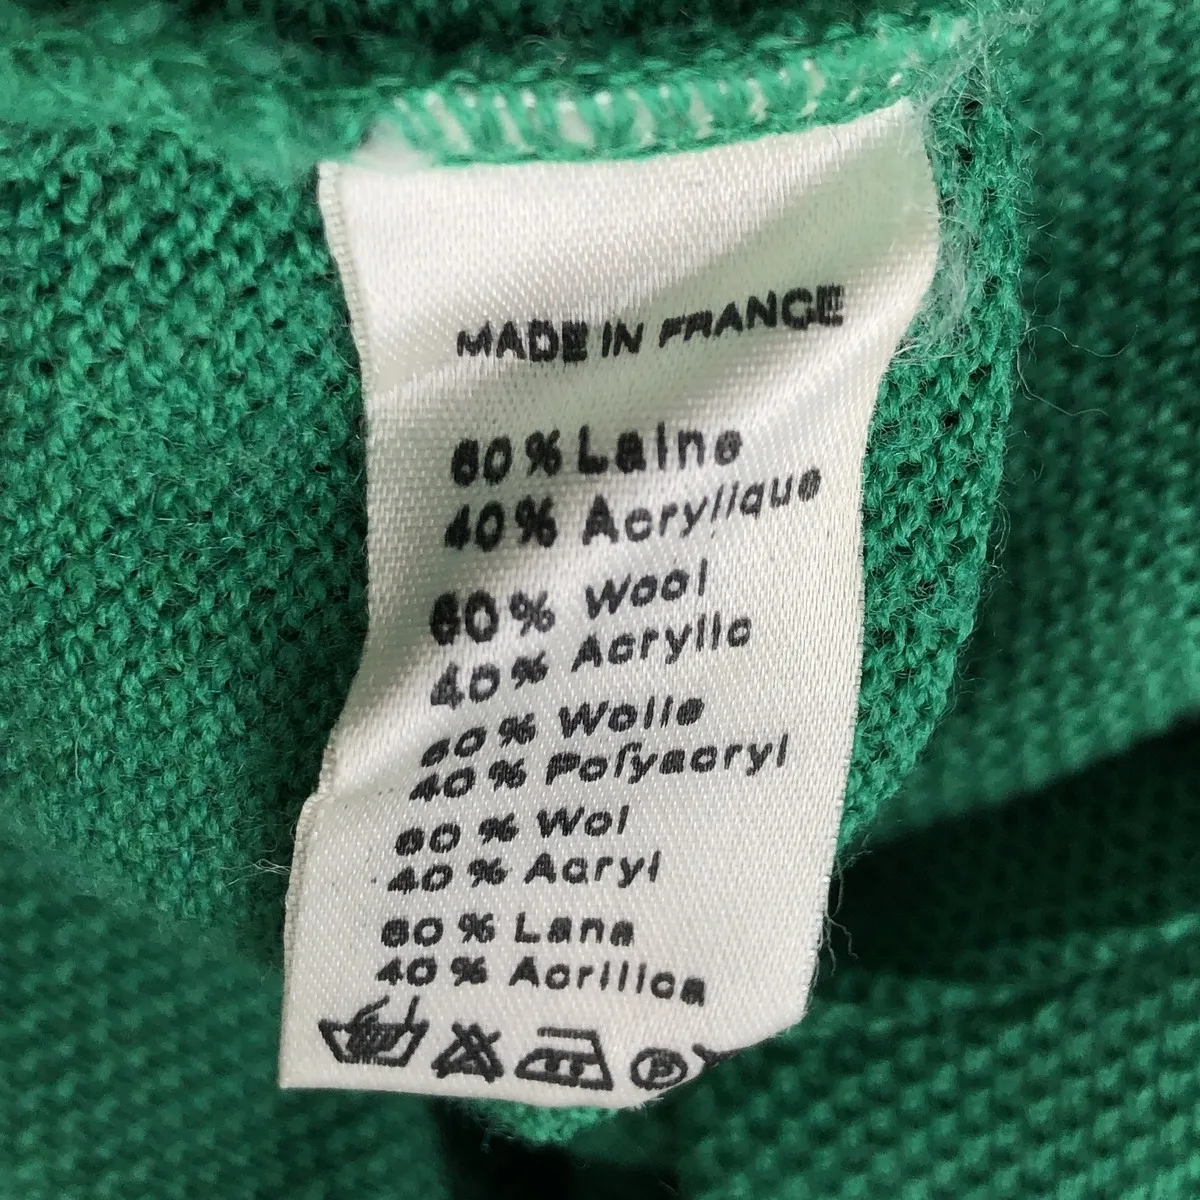 MADE IN FRANCE
60% Laine
40% Acrylique
60% Wool
40% Acrylic
60% Wolle
40% Polyacryl
60% Wol
40% Acryl
60% Lana
40% Acrilica